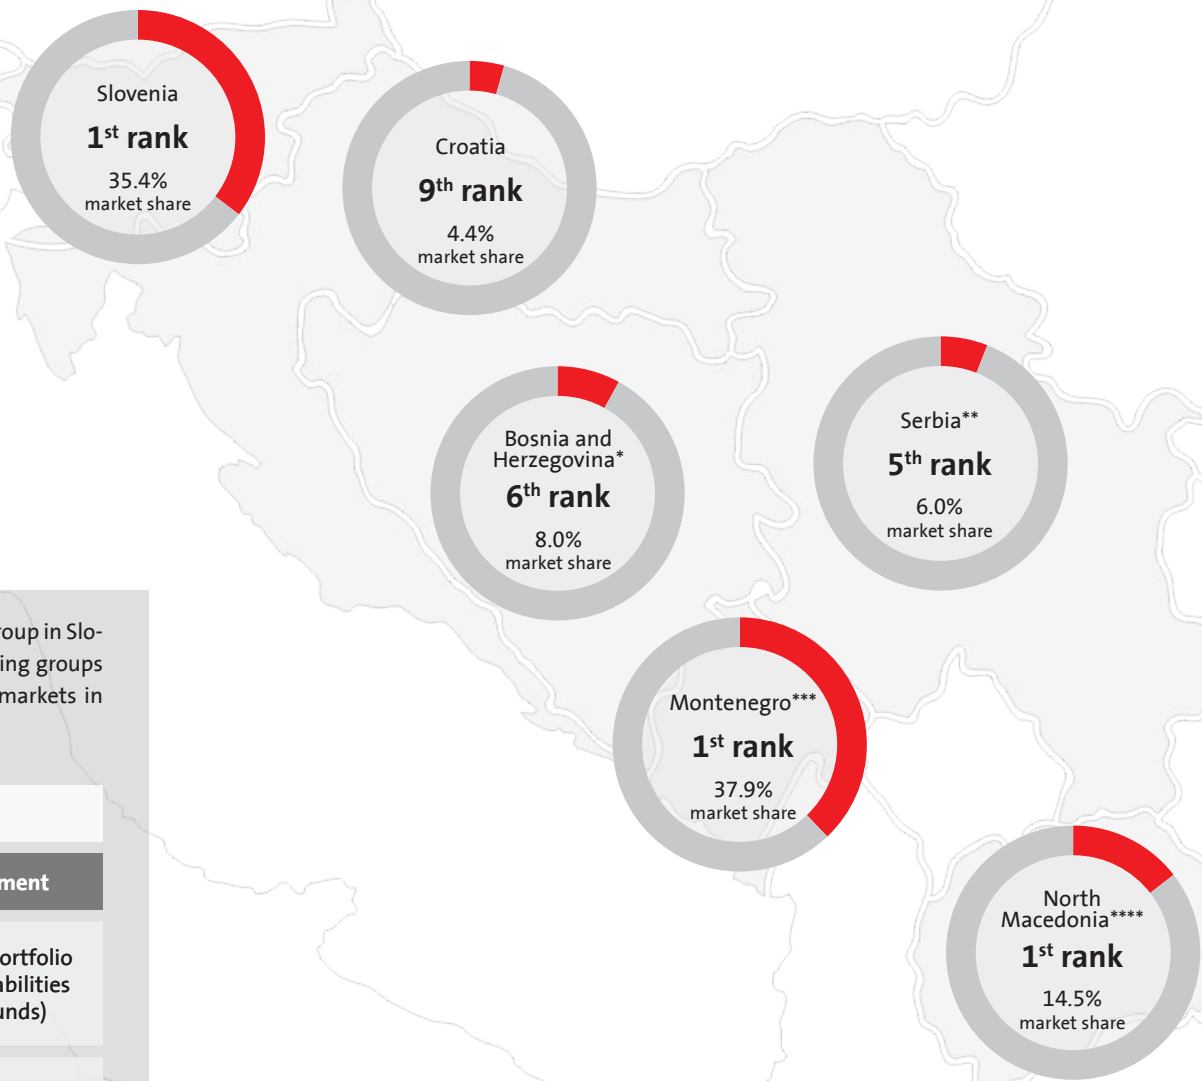 Slovenia
1st rank
35.4%
market share
Croatia
9th rank
4.4%
market share
Bosnia and
Herzegovina*
6th rank
8.0%
market share
Serbia**
5th rank
6.0%
market share
Montenegro***
1st rank
37.9%
market share
North
Macedonia****
1st rank
14.5%
market share
roup in Slo-
ing groups
markets in
ment
ortfolio
abilities
unds)